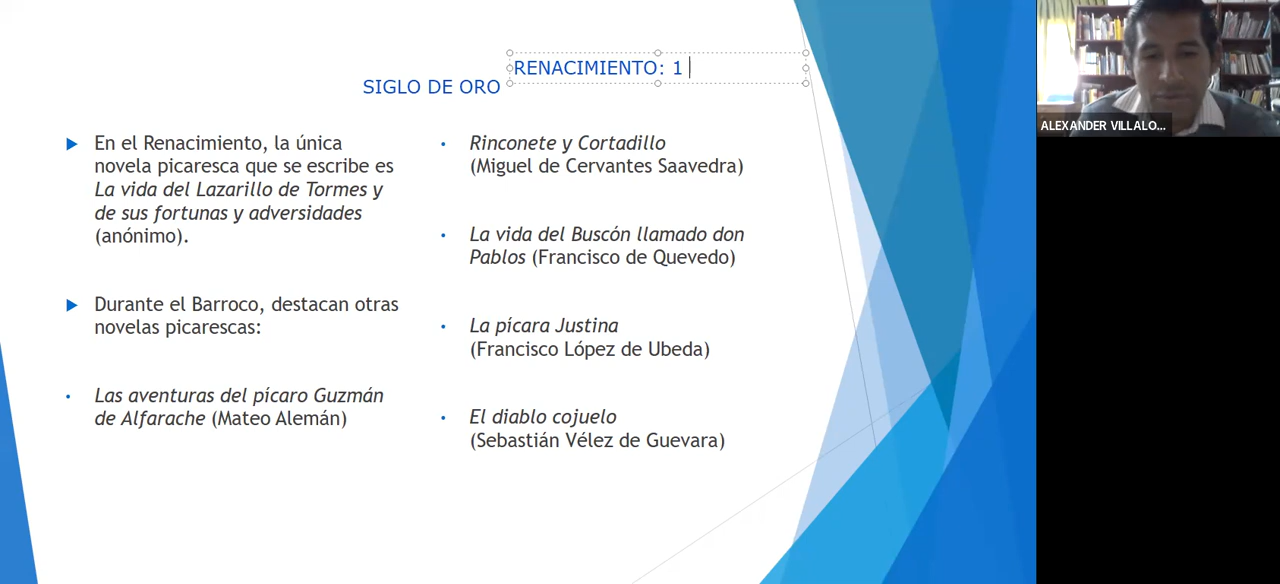 RENACIMIENTO: 1
SIGLO DE ORO
En el Renacimiento, la única
novela picaresca que se escribe es
La vida del Lazarillo de Tormes y
de sus fortunas y adversidades
(anónimo).
Durante el Barroco, destacan otras
novelas picarescas:
Las aventuras del pícaro Guzmán
de Alfarache (Mateo Alemán)
Rinconete y Cortadillo
(Miguel de Cervantes Saavedra)
La vida del Buscón llamado don
Pablos (Francisco de Quevedo)
La pícara Justina
(Francisco López de Ubeda)
El diablo cojuelo
(Sebastián Vélez de Guevara)
ALEXANDER VILLALO...